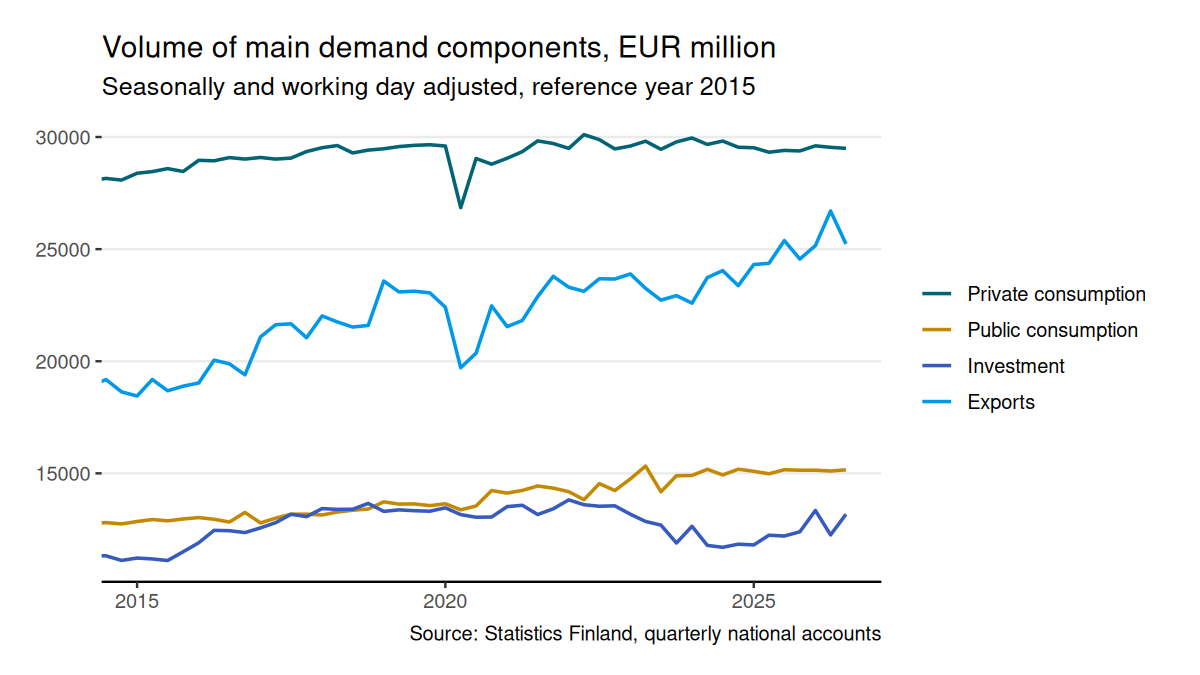 Volume of main demand components, EUR million
Seasonally and working day adjusted, reference year 2015
30000
25000
20000
15000
2015 2020 2025
Private consumption
Public consumption
Investment
Exports
Source: Statistics Finland, quarterly national accounts